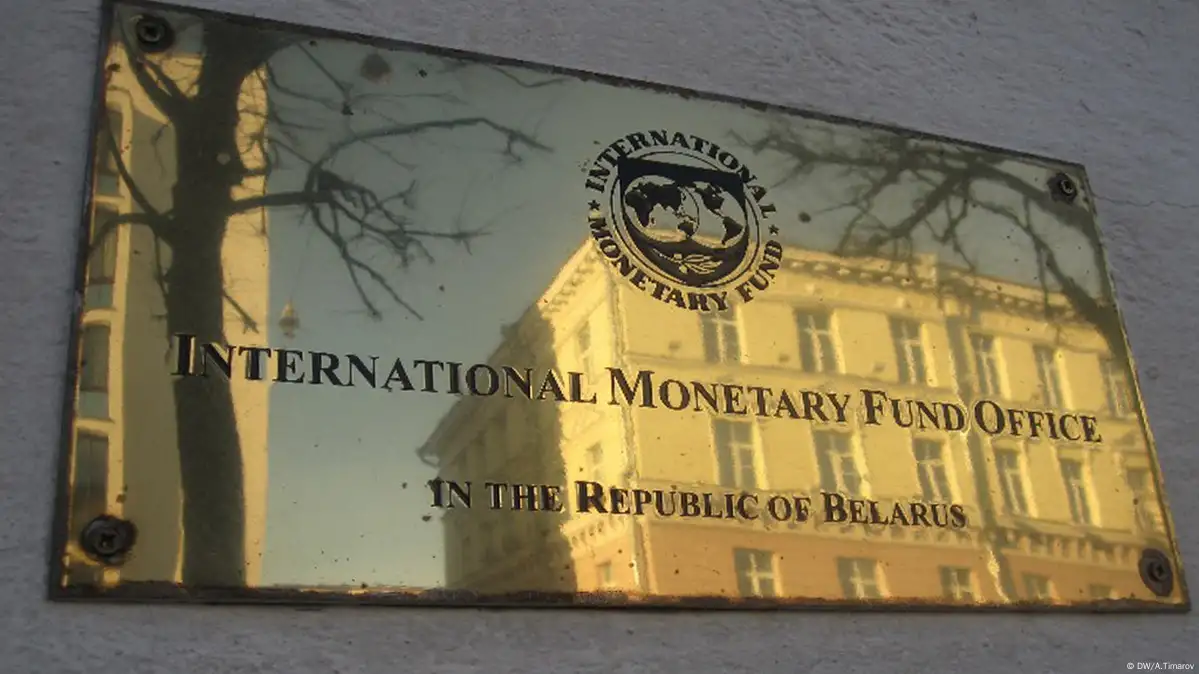 INTERNATIONAL
★ MONETARY FUND ★
INTERNATIONAL MONETARY FUND OFFICE
IN THE REPUBLIC OF BELARUS
© DW/A.Timarov